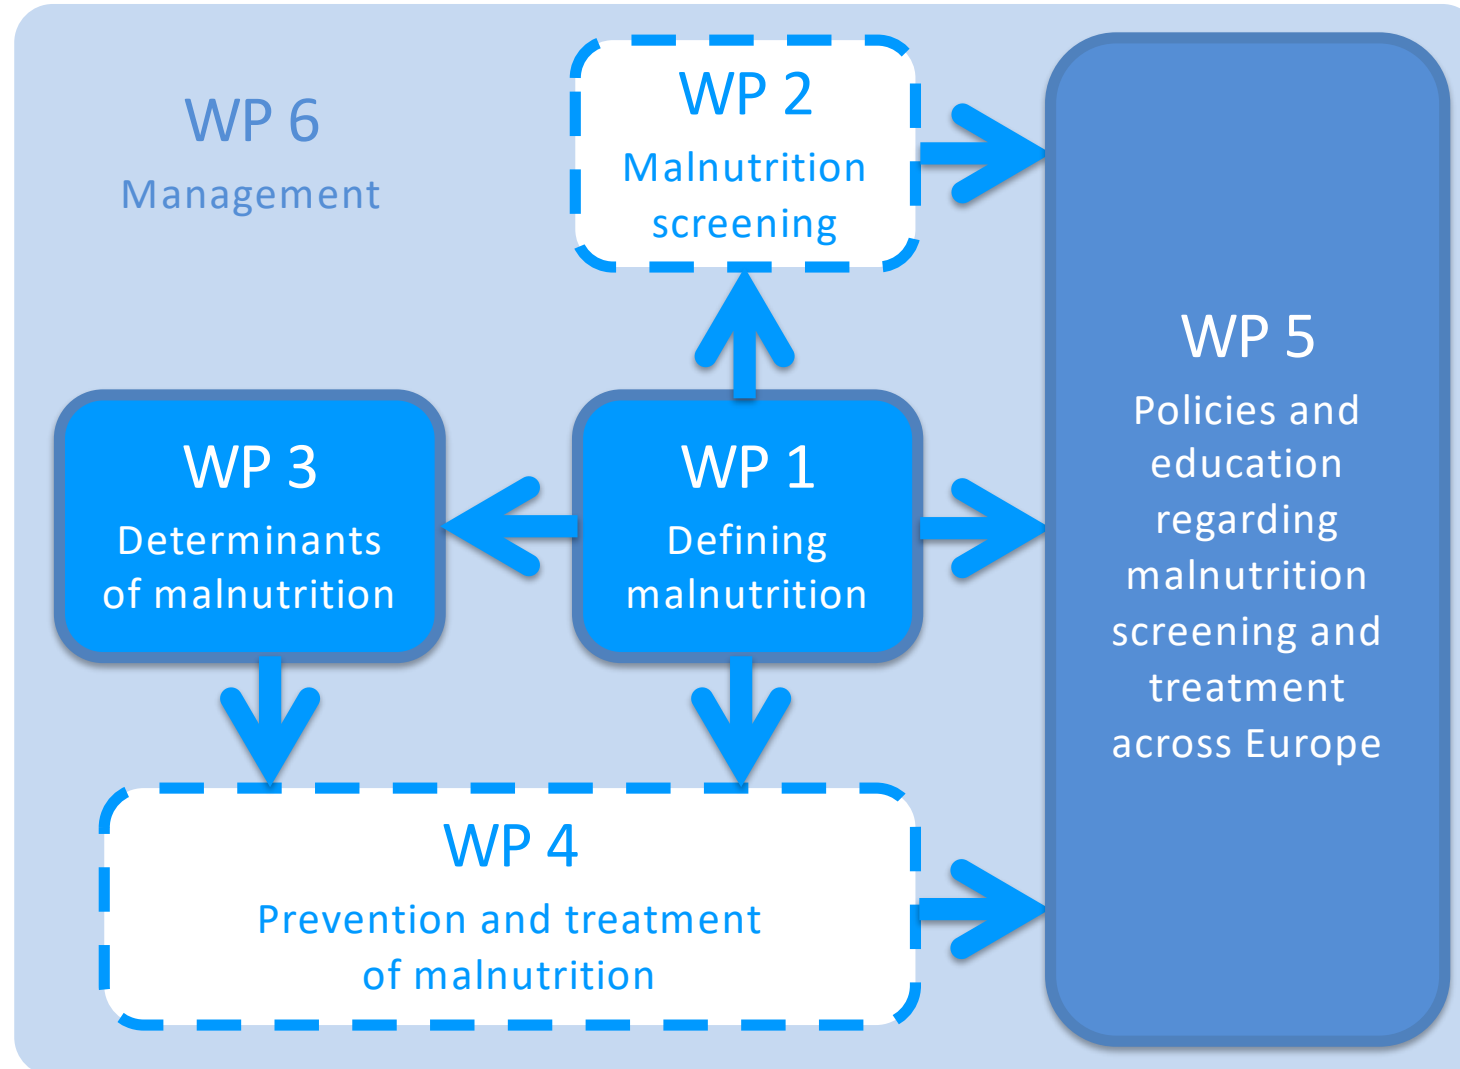 WP 6
Management
WP 2
Malnutrition
screening
WP 3
Determinants
of malnutrition
WP 1
Defining
malnutrition
WP 4
Prevention and treatment
of malnutrition
WP 5
Policies and
education
regarding
malnutrition
screening and
treatment
across Europe